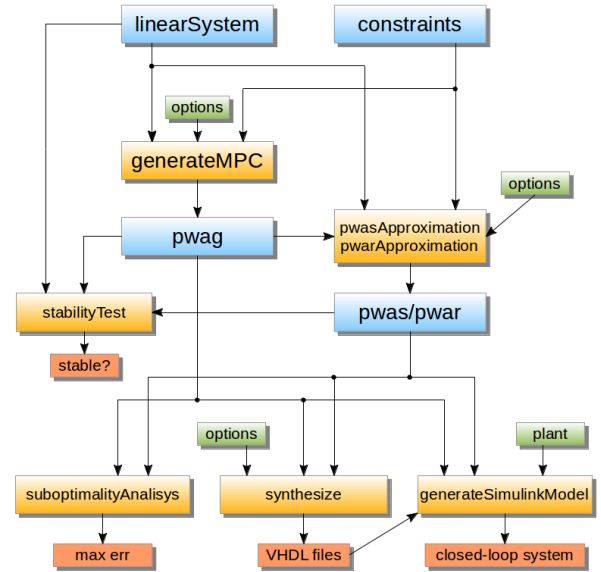 linearSystem
constraints
options
generateMPC
options
pwag
pwasApproximation
pwarApproximation
stabilityTest
pwas/pwar
stable?
options
plant
suboptimalityAnalisys
synthesize
generateSimulinkModel
max err
VHDL files
closed-loop system